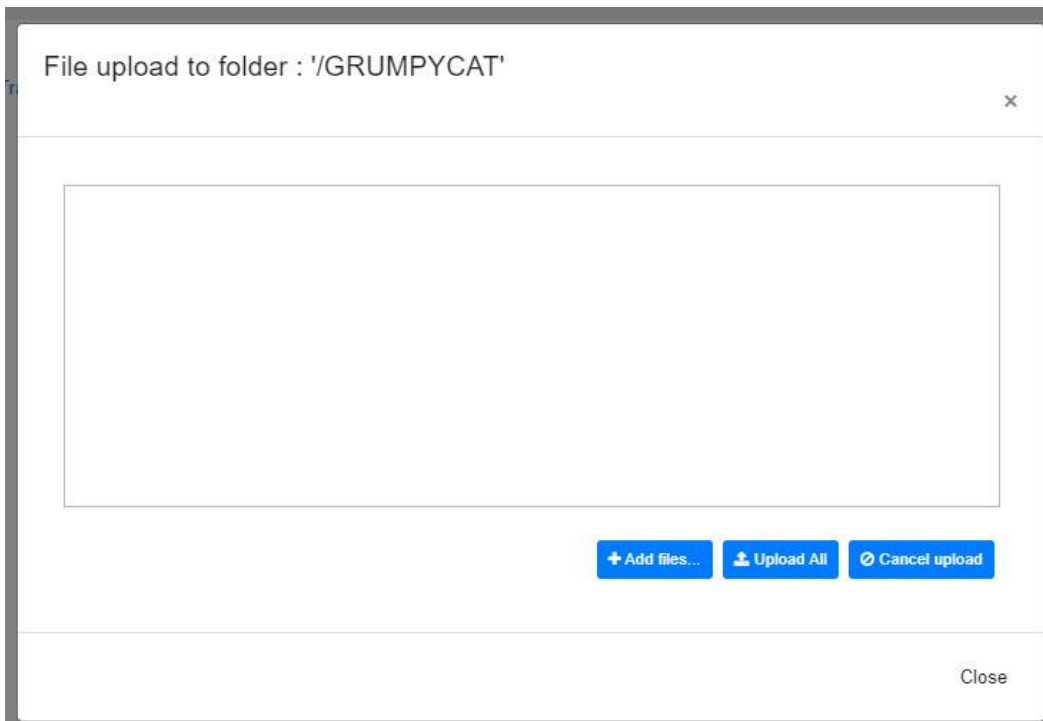 File upload to folder : '/GRUMPYCAT'
×
+ Add files...
Upload All
Cancel upload
Close